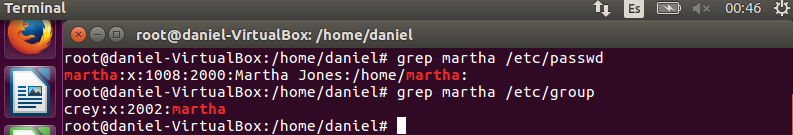 Terminal
Es
00:46
root@daniel-VirtualBox: /home/daniel
root@daniel-VirtualBox:/home/daniel# grep martha /etc/passwd
martha:x:1008:2000:Martha Jones:/home/martha:
root@daniel-VirtualBox:/home/daniel# grep martha /etc/group
crey:x:2002:martha
root@daniel-VirtualBox:/home/daniel#